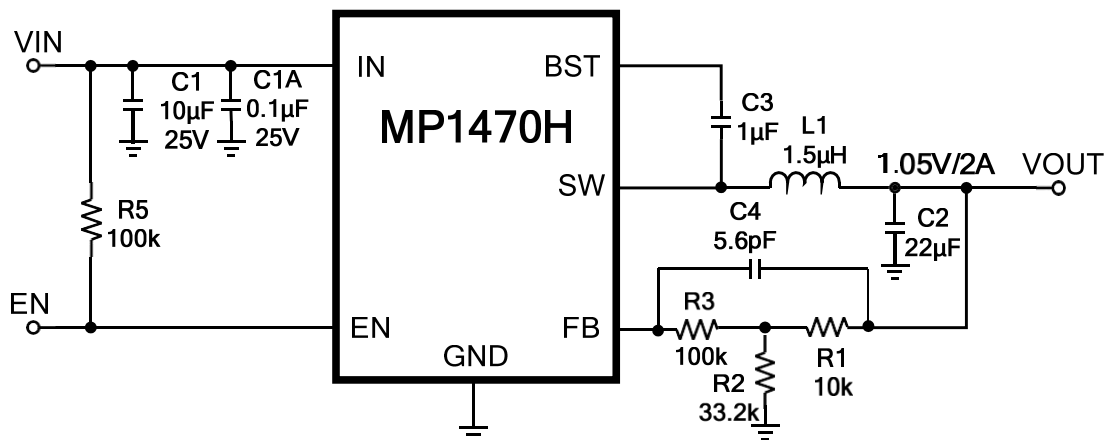 VIN
IN
BST
C1
10µF
25V
C1A
0.1µF
25V
MP1470H
C3
1µF
L1
1.5µH
1.05V/2A
VOUT
SW
R5
100k
C4
5.6pF
C2
22µF
EN
EN
FB
R3
100k
R1
10k
GND
R2
33.2k